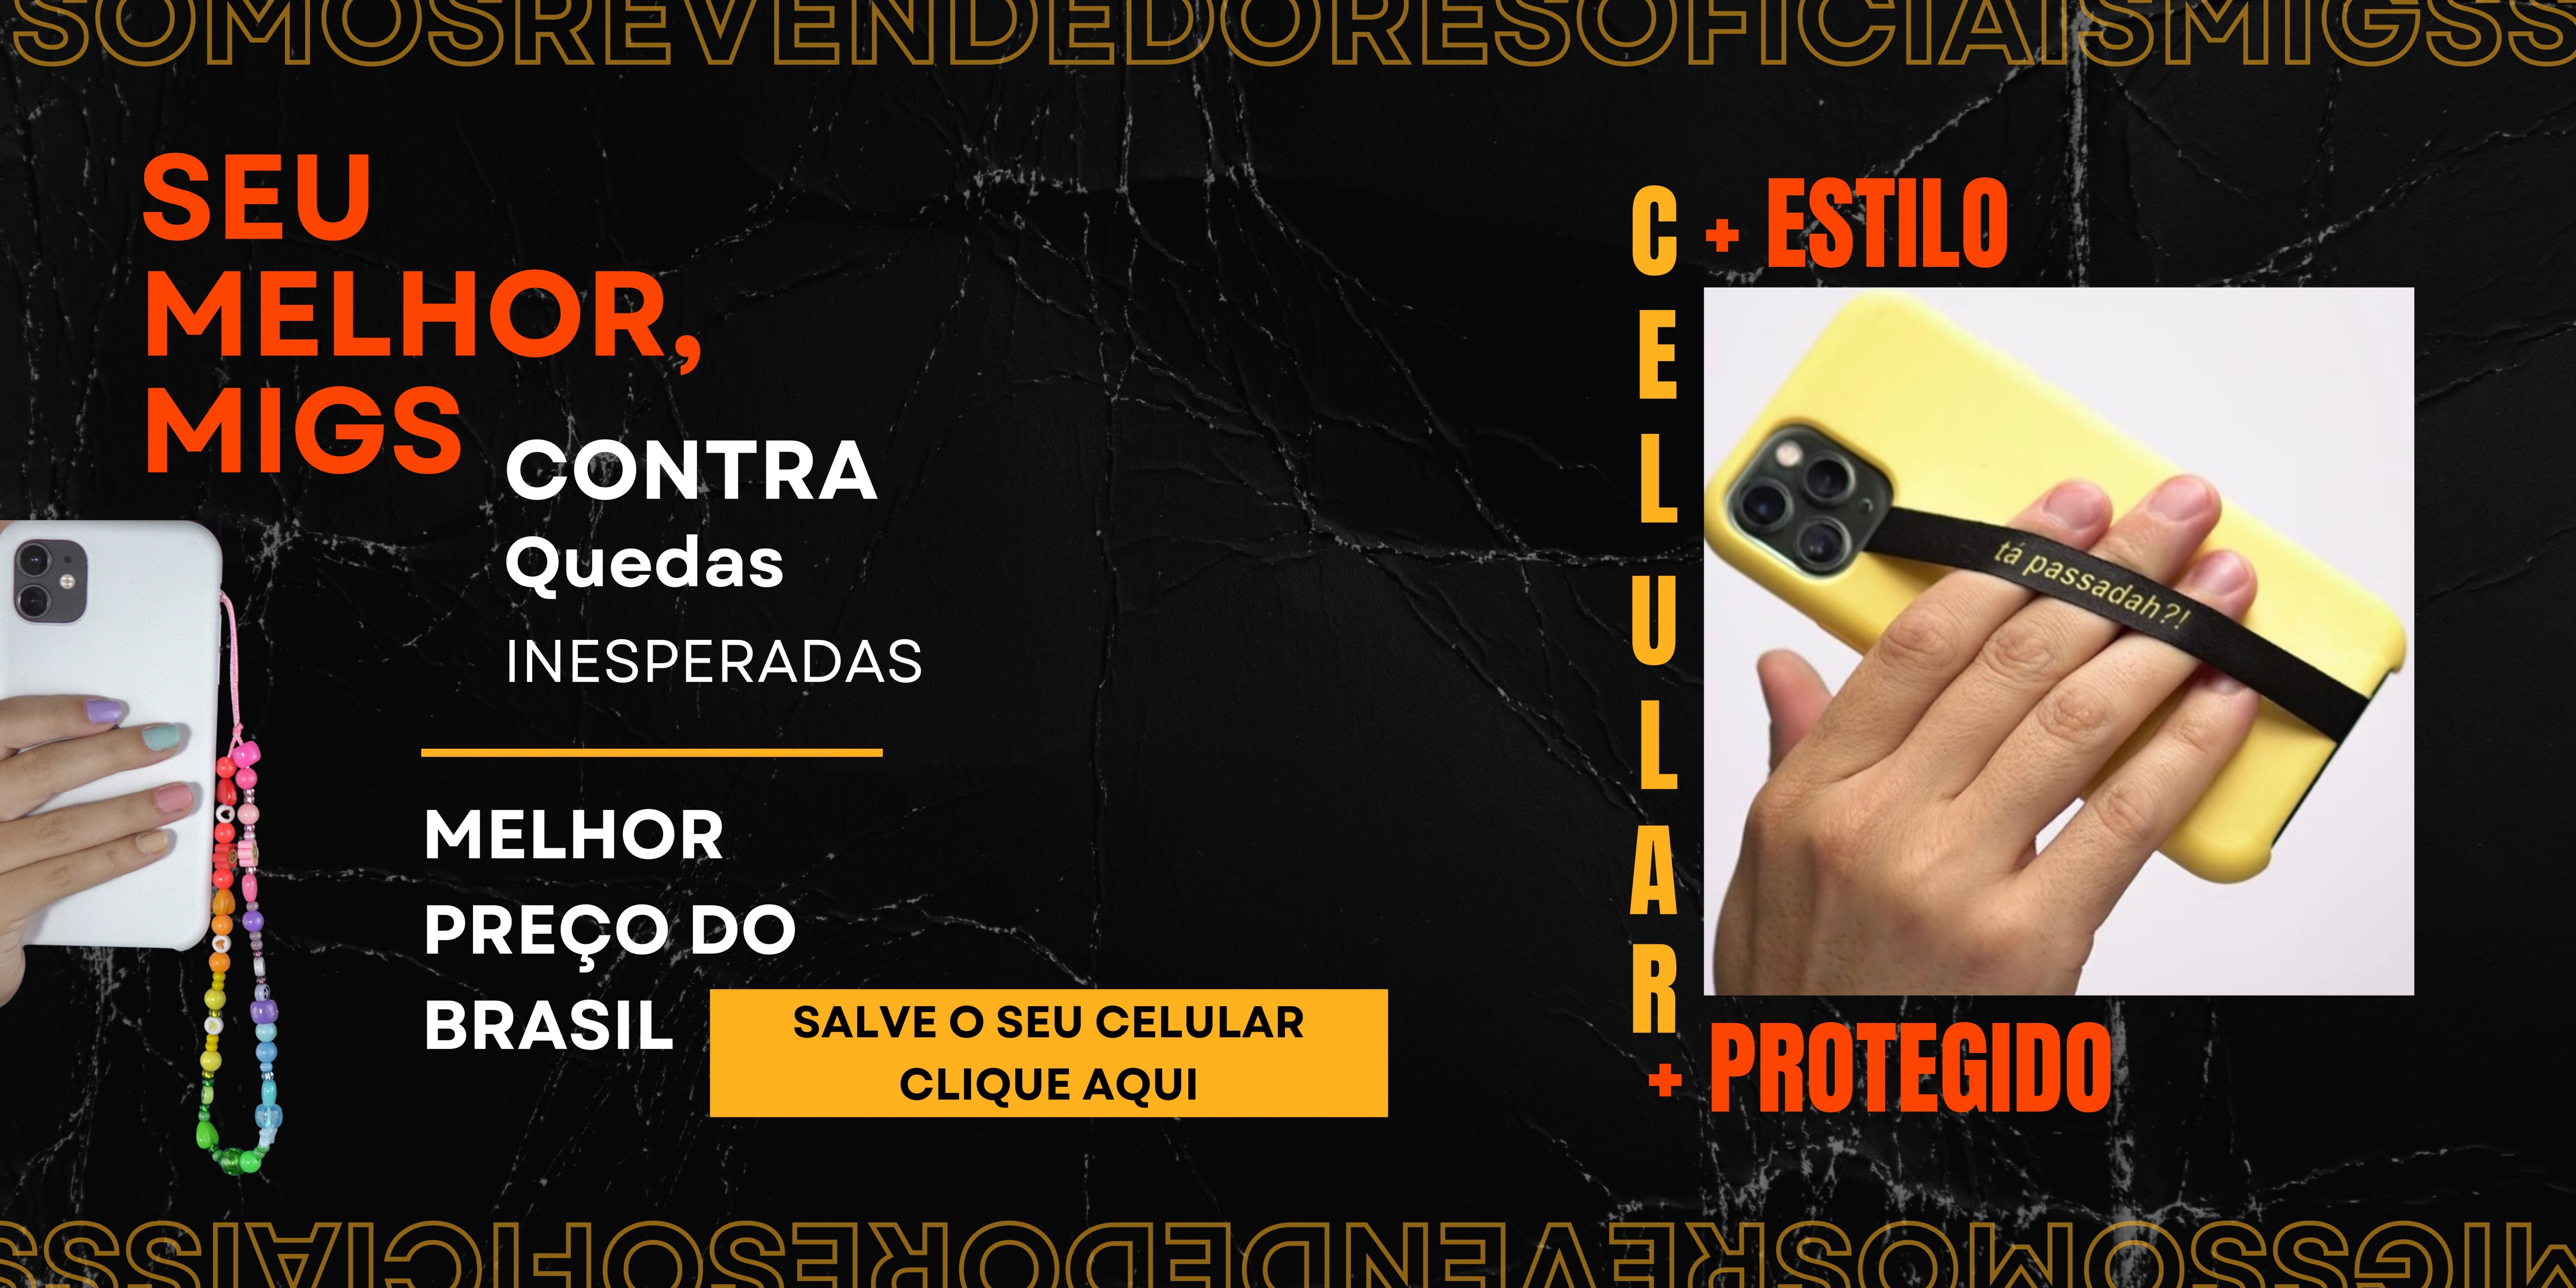 SOMOSREVENDEDORESOFICIAISMIGSS
SEU
MELHOR,
MIGS
CONTRA
Quedas
INESPERADAS
MELHOR
PREÇO DO
BRASIL
SALVE O SEU CELULAR
CLIQUE AQUI
CELULAR
+ ESTILO
tá passadah?!
+ PROTEGIDO
MIGSSOMOSREVENDEDORESOFICIAISSS